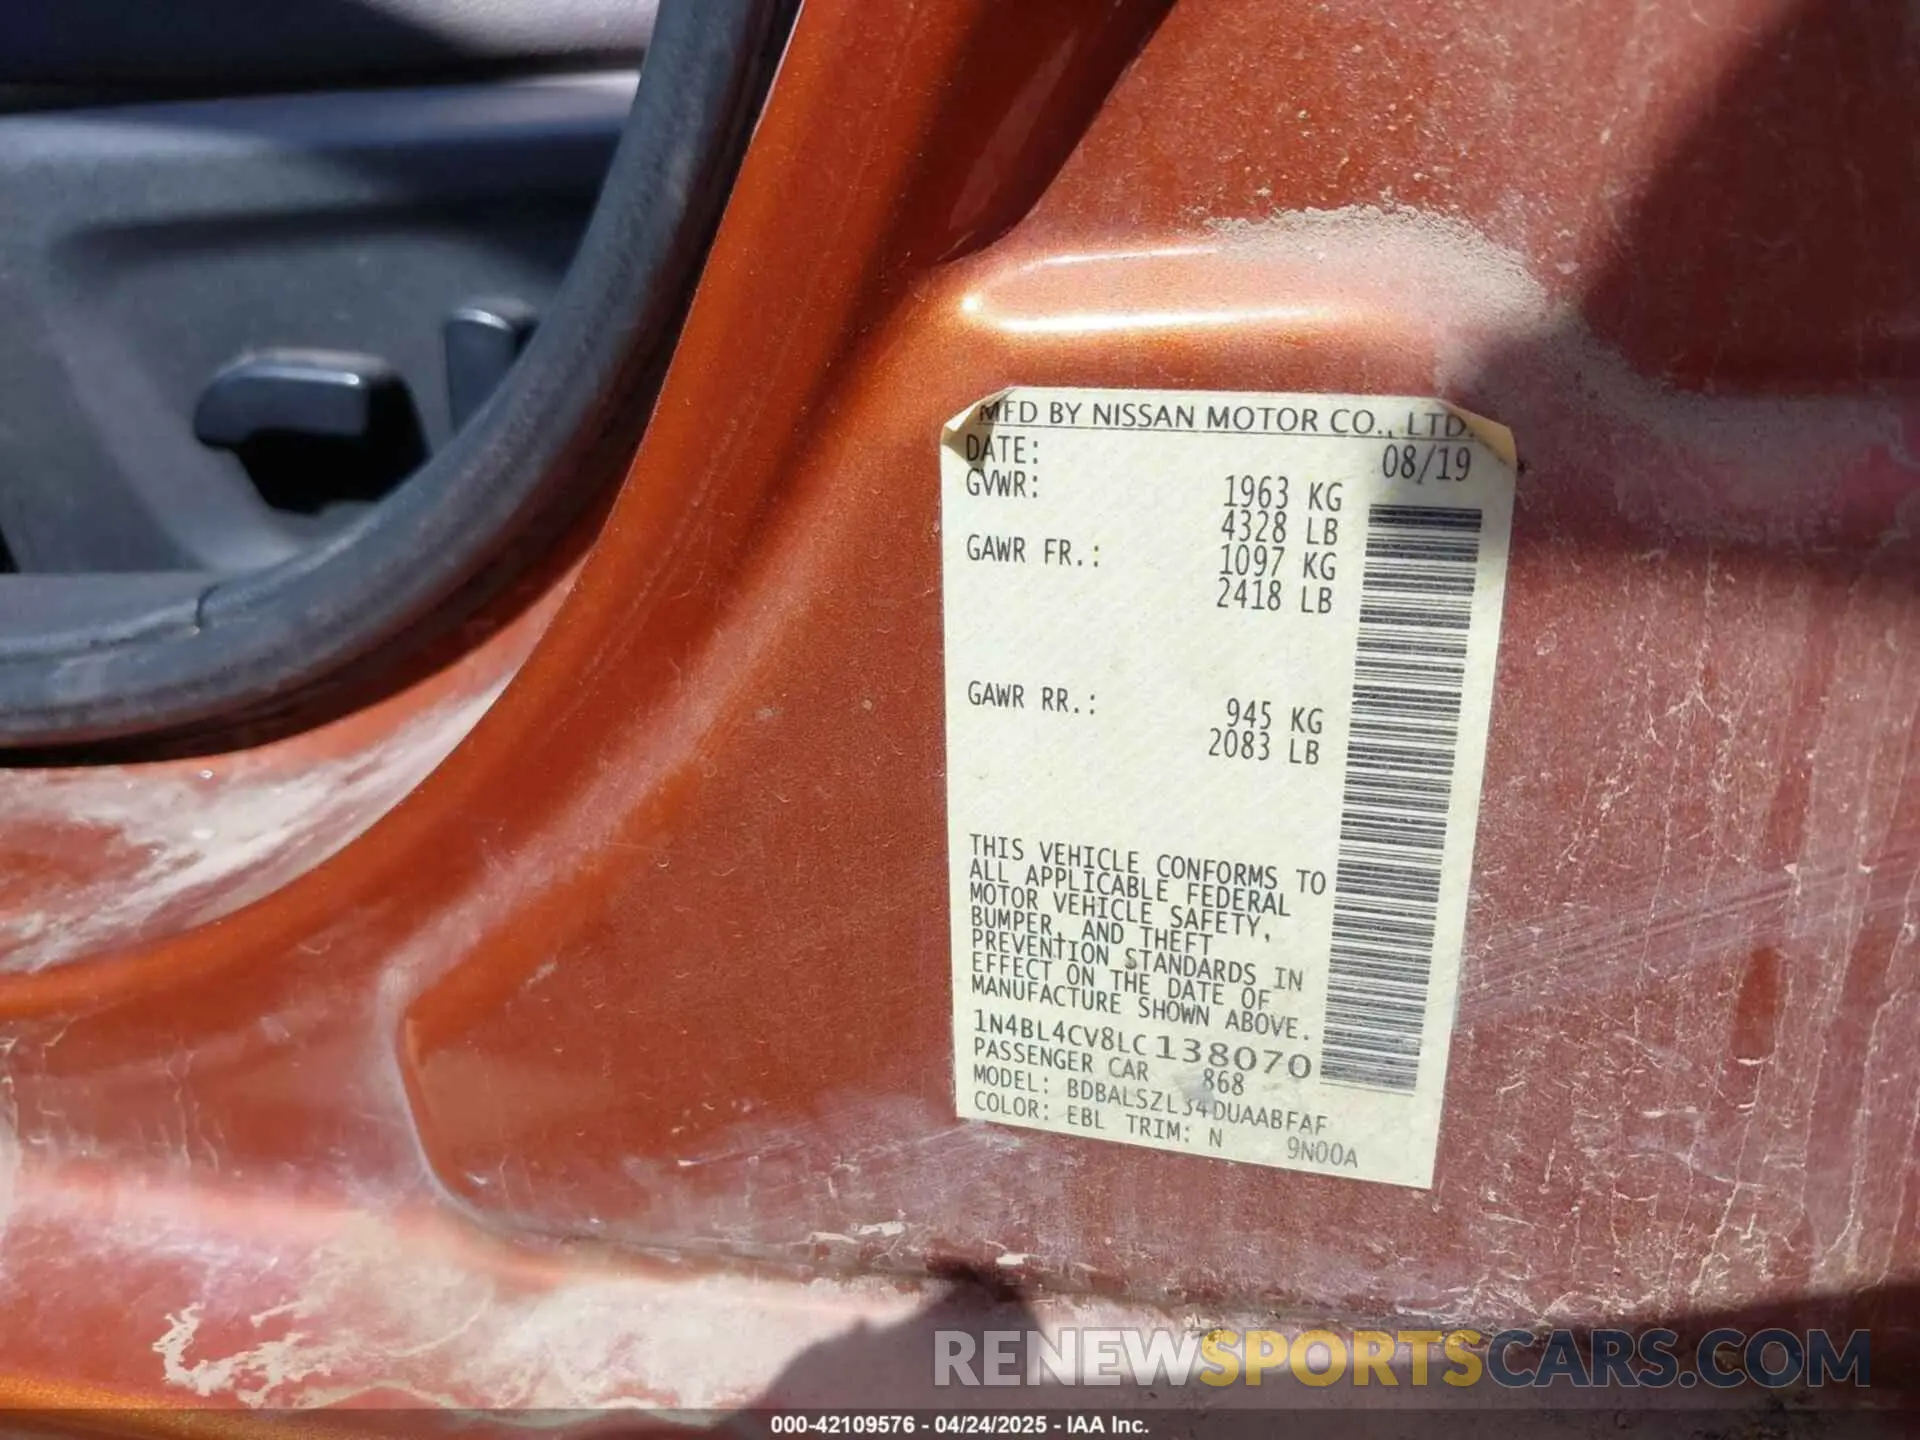 MFD BY NISSAN MOTOR CO., LTD.
DATE: 08/19
GVWR: 1963 KG
4328 LB
GAWR FR.: 1097 KG
2418 LB
GAWR RR.: 945 KG
2083 LB
THIS VEHICLE CONFORMS TO
ALL APPLICABLE FEDERAL
MOTOR VEHICLE SAFETY,
BUMPER, AND THEFT
PREVENTION STANDARDS IN
EFFECT ON THE DATE OF
MANUFACTURE SHOWN ABOVE.
1N4BL4CV8LC138070
PASSENGER CAR 868
MODEL: BDBALSZL34DUAABFAF
COLOR: EBL TRIM: N 9N00A
RENEWSPORTSCARS.COM
000-42109576 - 04/24/2025 - IAA Inc.